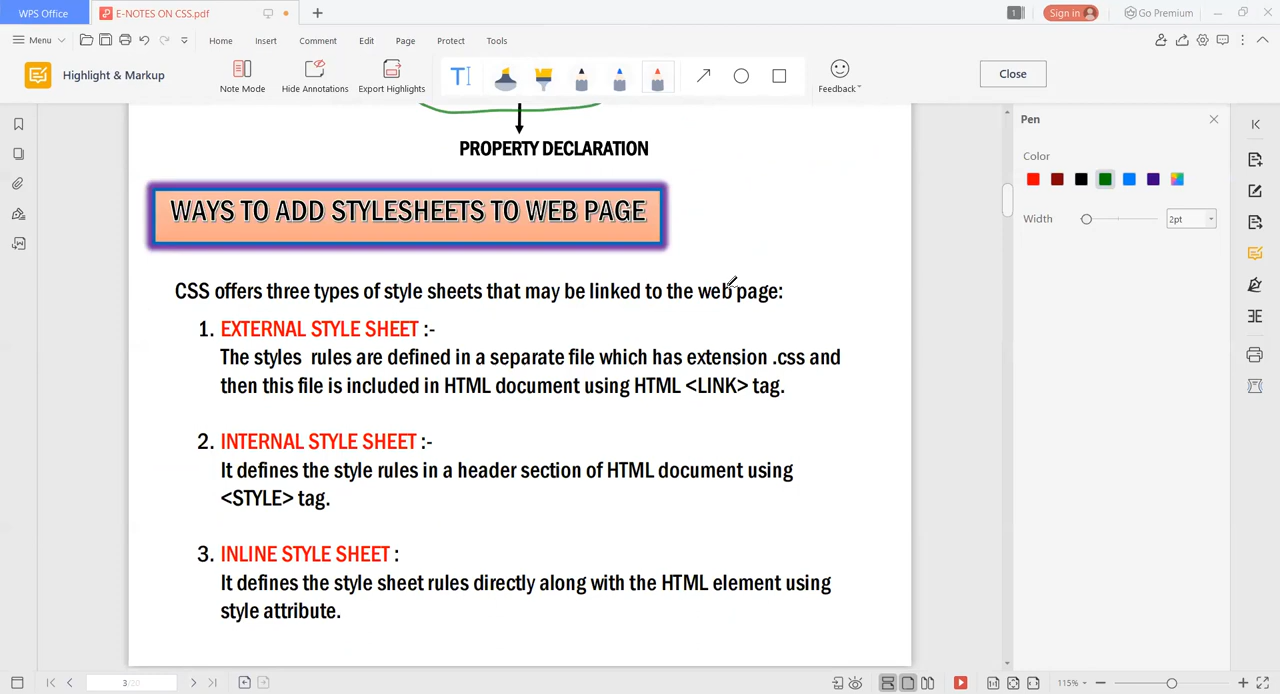 WPS Office
E-NOTES ON CSS.pdf
1
Sign in
Go Premium
Menu
Home
Insert
Comment
Edit
Page
Protect
Tools
Highlight & Markup
Note Mode
Hide Annotations
Export Highlights
Feedback
Close
PROPERTY DECLARATION
WAYS TO ADD STYLESHEETS TO WEB PAGE
CSS offers three types of style sheets that may be linked to the web page:
1. EXTERNAL STYLE SHEET :-
The styles rules are defined in a separate file which has extension .css and
then this file is included in HTML document using HTML <LINK> tag.
2. INTERNAL STYLE SHEET :-
It defines the style rules in a header section of HTML document using
<STYLE> tag.
3. INLINE STYLE SHEET :
It defines the style sheet rules directly along with the HTML element using
style attribute.
Pen
Color
Width
2pt
3/20
115%